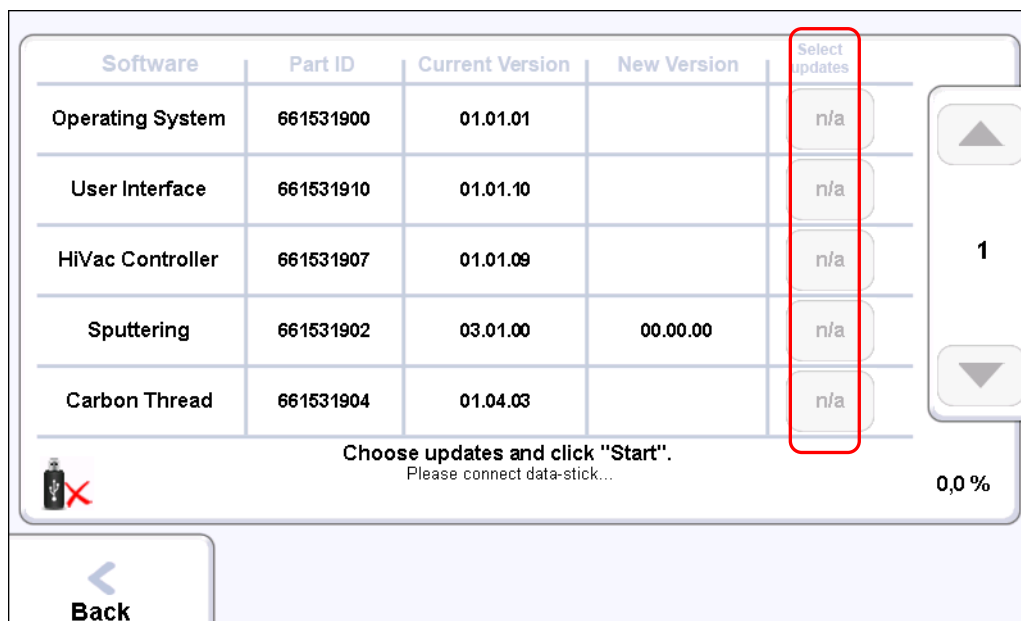 Software Part ID Current Version New Version Select updates
Operating System 661531900 01.01.01 n/a
User Interface 661531910 01.01.10 n/a
HiVac Controller 661531907 01.01.09 n/a
1
Sputtering 661531902 03.01.00 00.00.00 n/a
Carbon Thread 661531904 01.04.03 n/a
Choose updates and click "Start".
Please connect data-stick...
0,0 %
Back